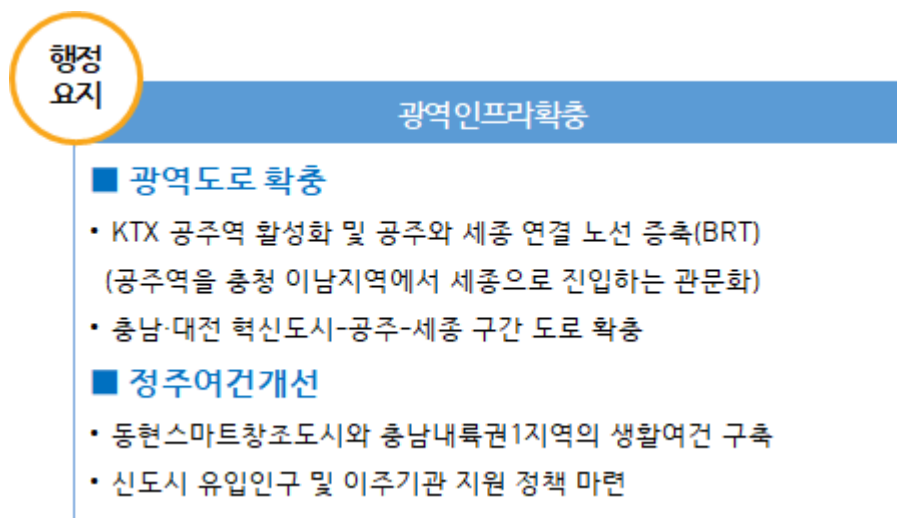 행정
요지
광역인프라확충
■ 광역도로 확충
• KTX 공주역 활성화 및 공주와 세종 연결 노선 증축(BRT)
(공주역을 충청 이남지역에서 세종으로 진입하는 관문화)
• 충남·대전 혁신도시-공주-세종 구간 도로 확충
■ 정주여건개선
• 동현스마트창조도시와 충남내륙권1지역의 생활여건 구축
• 신도시 유입인구 및 이주기관 지원 정책 마련